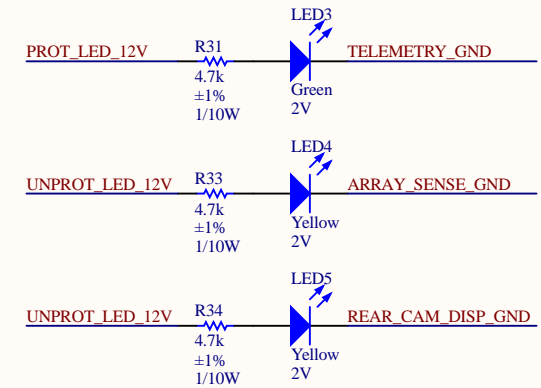 LED3
PROT_LED_12V R31 TELEMETRY_GND
4.7k
±1%
1/10W
Green
2V
LED4
UNPROT_LED_12V R33 ARRAY_SENSE_GND
4.7k
±1%
1/10W
Yellow
2V
LED5
UNPROT_LED_12V R34 REAR_CAM_DISP_GND
4.7k
±1%
1/10W
Yellow
2V